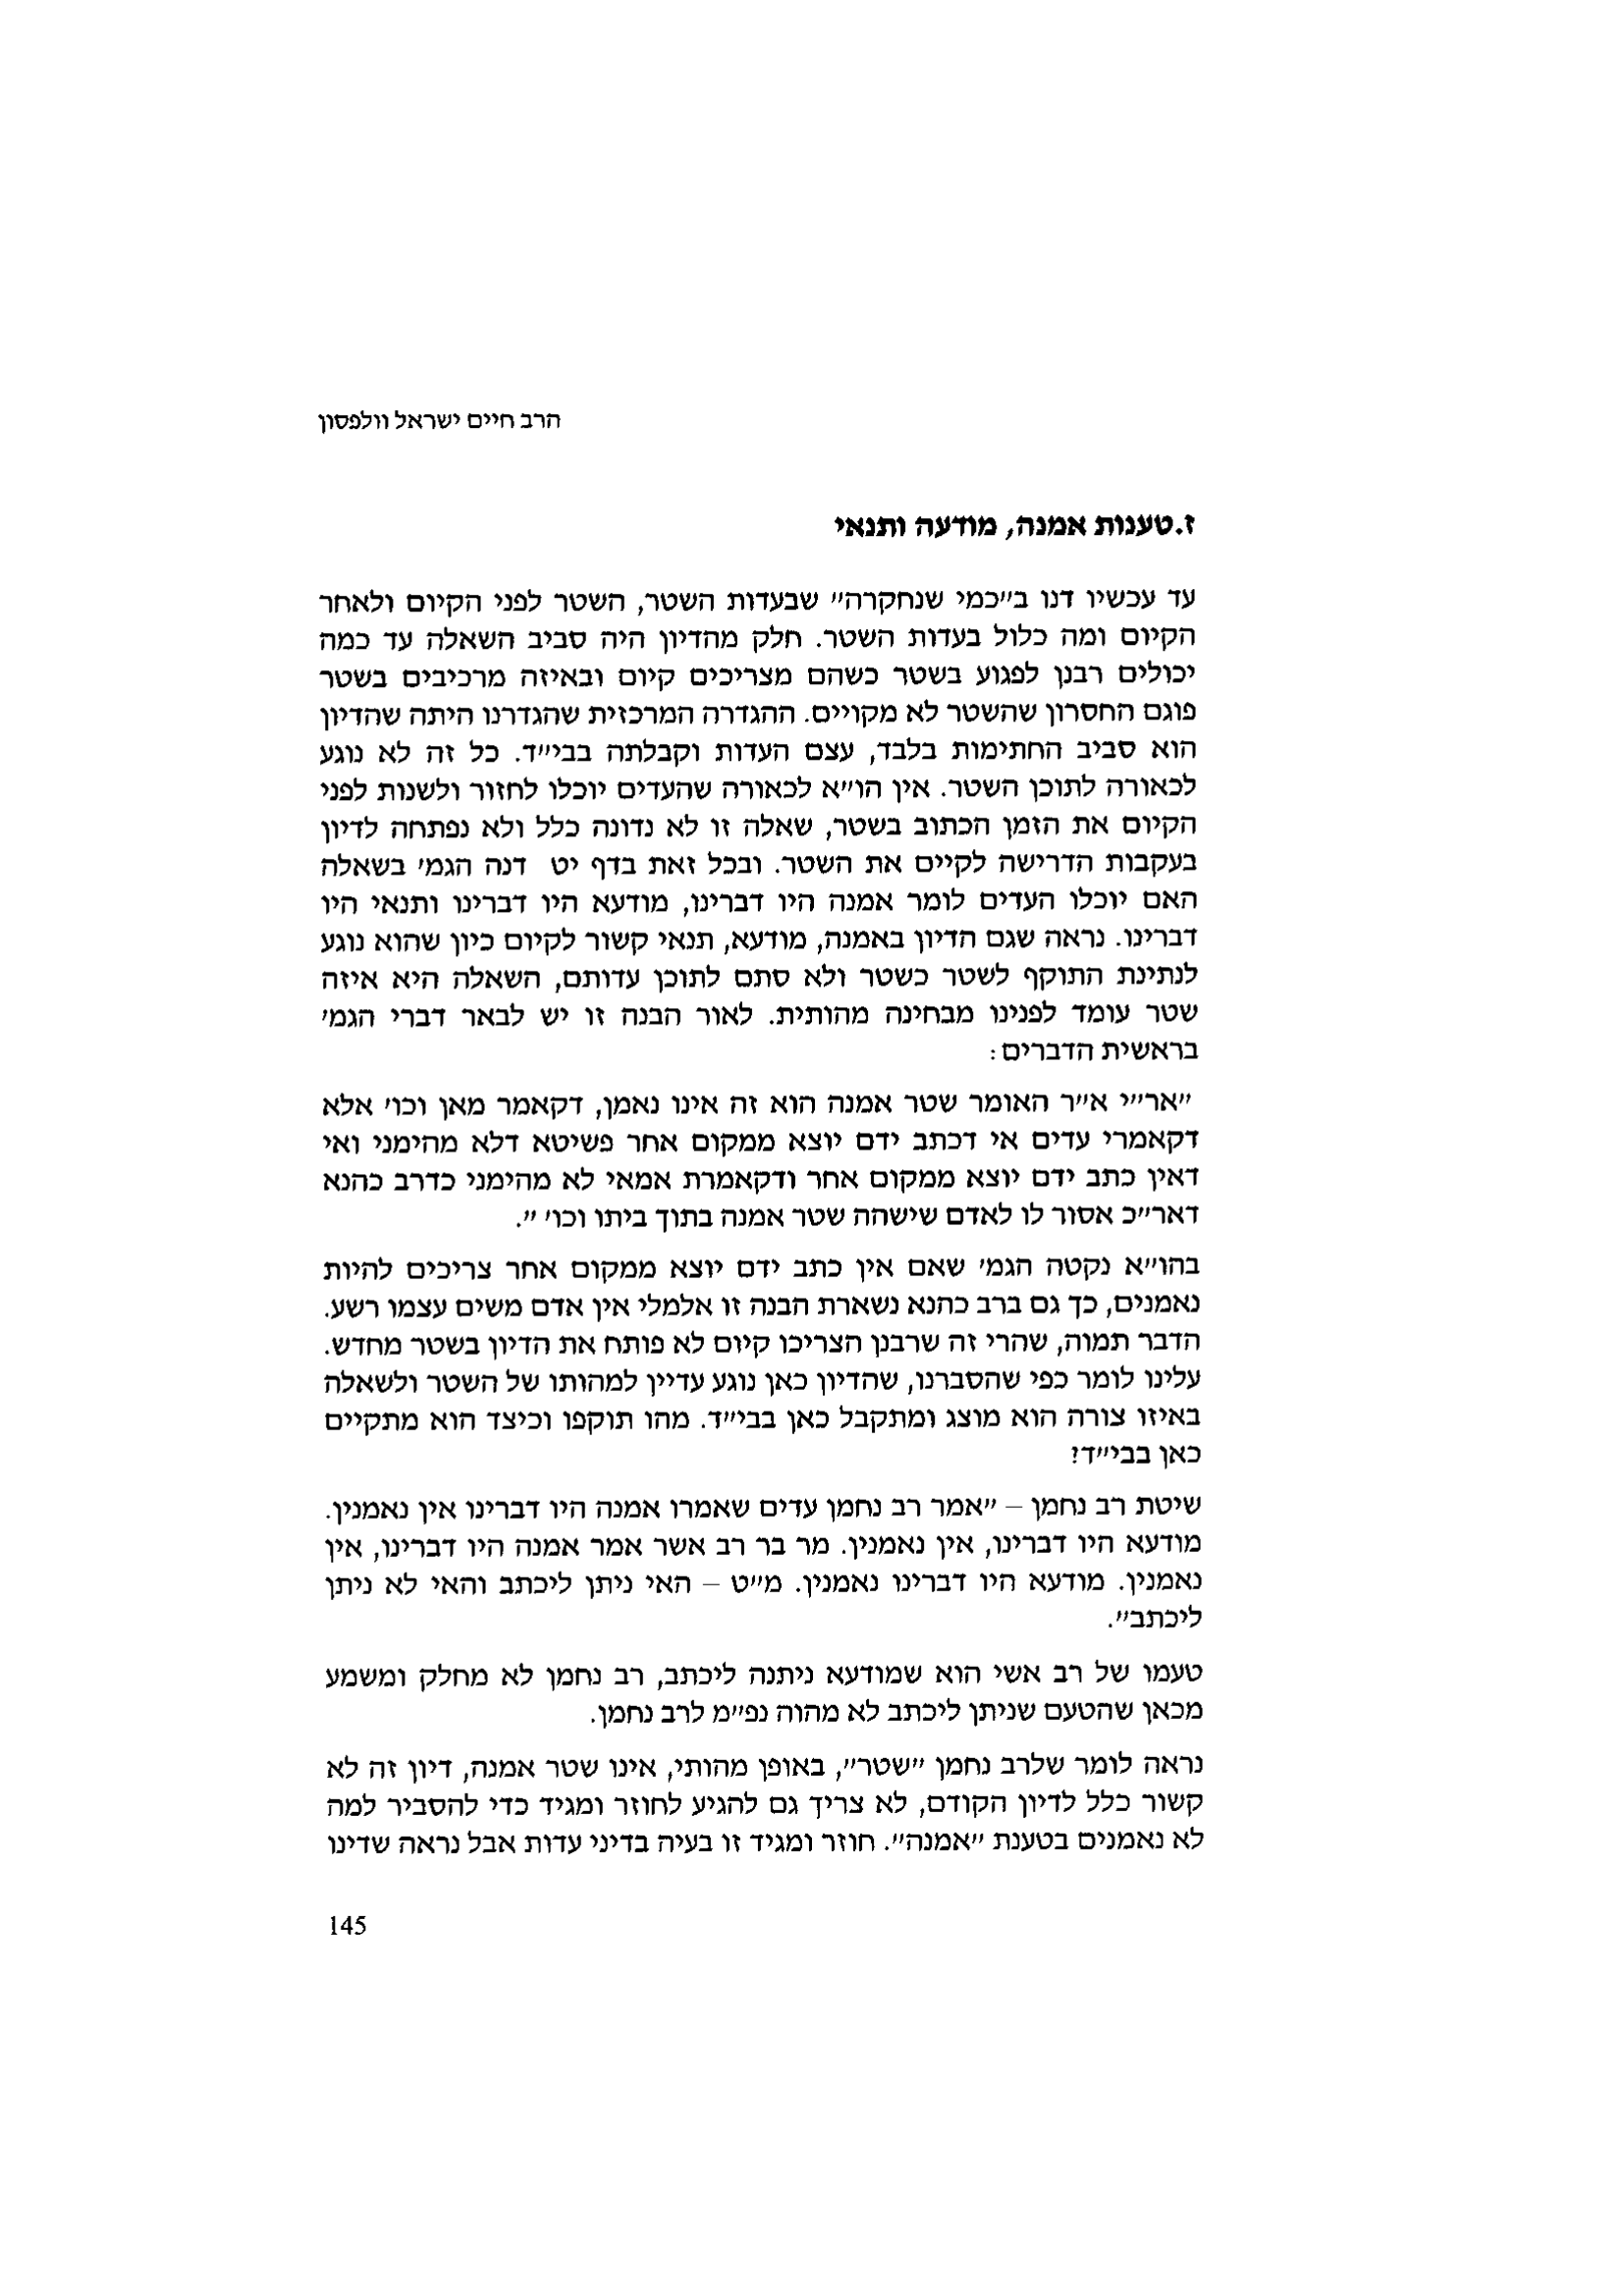 הרב חיים ישראל וולפסון
ז.טענות אמנה, מודעה ותנאי
עד עכשיו דנו ב״כמי שנחקרה״ שבעדות השטר, השטר לפני הקיום ולאחר
הקיום ומה כלול בעדות השטר. חלק מהדיון היה סביב השאלה עד כמה
יכולים רבנן לפגוע בשטר כשהם מצריכים קיום ובאיזה מרכיבים בשטר
פוגם החסרון שהשטר לא מקויים. ההגדרה המרכזית שהגדרנו היתה שהדיון
הוא סביב החתימות בלבד, עצם העדות וקבלתה בבי״ד. כל זה לא נוגע
לכאורה לתוכן השטר. אין הו״א לכאורה שהעדים יוכלו לחזור ולשנות לפני
הקיום את הזמן הכתוב בשטר, שאלה זו לא נדונה כלל ולא נפתחה לדיון
בעקבות הדרישה לקיים את השטר. ובכל זאת בדף יט דנה הגמ׳ בשאלה
האם יוכלו העדים לומר אמנה היו דברינו, מודעא היו דברינו ותנאי היו
דברינו. נראה שגם הדיון באמנה, מודעא, תנאי קשור לקיום כיון שהוא נוגע
לנתינת התוקף לשטר כשטר ולא סתם לתוכן עדותם, השאלה היא איזה
שטר עומד לפנינו מבחינה מהותית. לאור הבנה זו יש לבאר דברי הגמ׳
בראשית הדברים:
״אר״י א״ר האומר שטר אמנה הוא זה אינו נאמן, דקאמר מאן וכו׳ אלא
דקאמרי עדים אי דכתב ידם יוצא ממקום אחר פשיטא דלא מהימני ואי
דאין כתב ידם יוצא ממקום אחר ודקאמרת אמאי לא מהימני כדרב כהנא
דאר״כ אסור לו לאדם שישהה שטר אמנה בתוך ביתו וכו׳ ״.
בהו״א נקטה הגמ׳ שאם אין כתב ידם יוצא ממקום אחר צריכים להיות
נאמנים, כך גם ברב כהנא נשארת הבנה זו אלמלי אין אדם משים עצמו רשע.
הדבר תמוה, שהרי זה שרבנן הצריכו קיום לא פותח את הדיון בשטר מחדש.
עלינו לומר כפי שהסברנו, שהדיון כאן נוגע עדיין למהותו של השטר ולשאלה
באיזו צורה הוא מוצג ומתקבל כאן בבי״ד. מהו תוקפו וכיצד הוא מתקיים
כאן בבי״ד?
שיטת רב נחמן – ״אמר רב נחמן עדים שאמרו אמנה היו דברינו אין נאמנין.
מודעא היו דברינו, אין נאמנין. מר בר רב אשר אמר אמנה היו דברינו, אין
נאמנין. מודעא היו דברינו נאמנין. מ״ט – האי ניתן ליכתב והאי לא ניתן
ליכתב״.
טעמו של רב אשי הוא שמודעא ניתנה ליכתב, רב נחמן לא מחלק ומשמע
מכאן שהטעם שניתן ליכתב לא מהוה נפ״מ לרב נחמן.
נראה לומר שלרב נחמן ״שטר״, באופן מהותי, אינו שטר אמנה, דיון זה לא
קשור כלל לדיון הקודם, לא צריך גם להגיע לחוזר ומגיד כדי להסביר למה
לא נאמנים בטענת ״אמנה״. חוזר ומגיד זו בעיה בדיני עדות אבל נראה שדינו
145